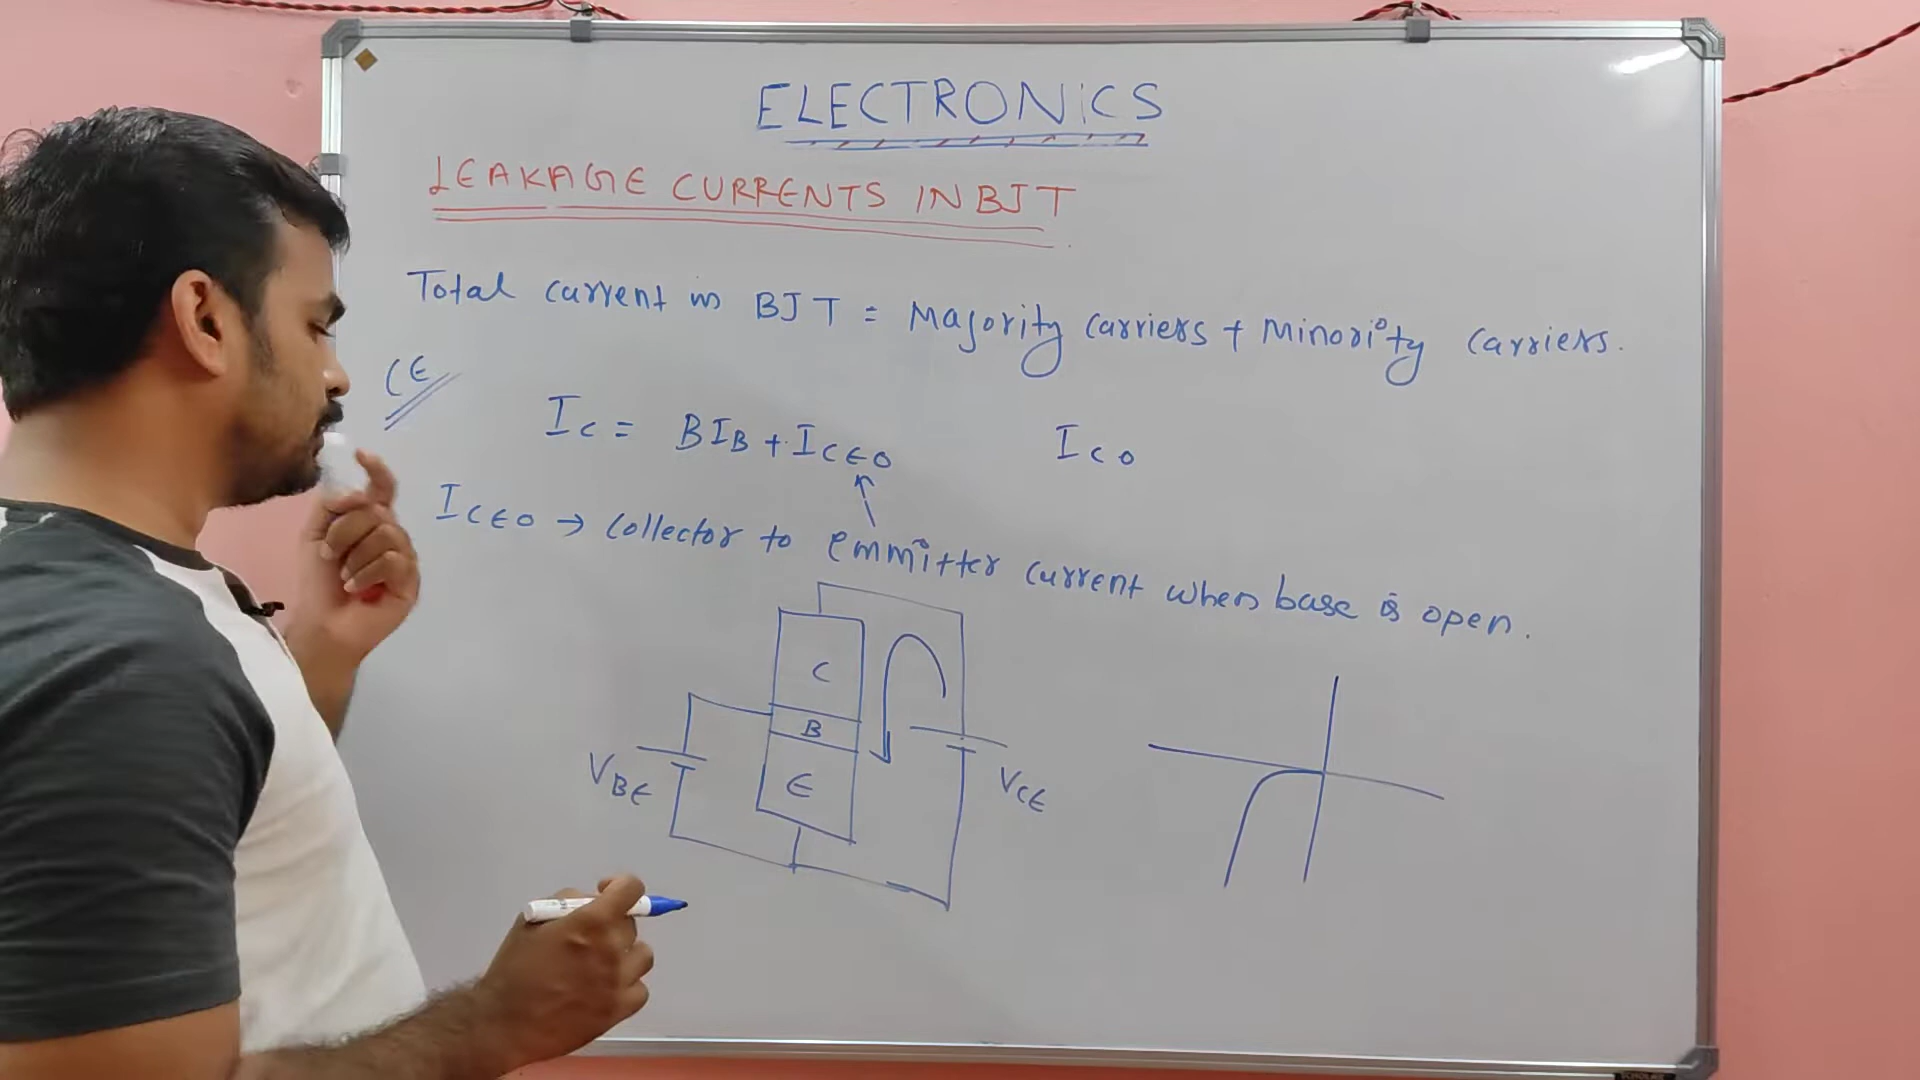 ELECTRONICS
LEAKAGE CURRENTS IN BJT
Total current in BJT = Majority carriers + Minority carriers.
CE
IC = BIB + ICEO
ICO
ICEO → Collector to emmitter current when base is open.
C
B
E
VBE
VCE